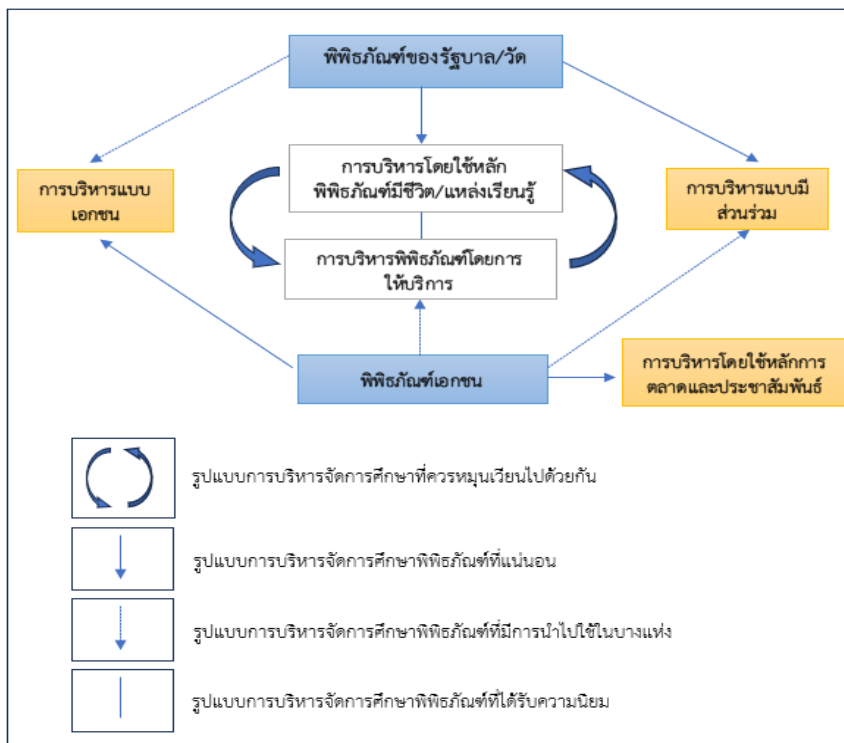 พิพิธภัณฑ์ของรัฐบาล/วัด
การบริหารโดยใช้หลัก
พิพิธภัณฑ์มีชีวิต/แหล่งเรียนรู้
การบริหารแบบ
เอกชน
การบริหารแบบมี
ส่วนร่วม
การบริหารพิพิธภัณฑ์โดยการ
ให้บริการ
พิพิธภัณฑ์เอกชน
การบริหารโดยใช้หลักการ
ตลาดและประชาสัมพันธ์
รูปแบบการบริหารจัดการศึกษาที่ควรหมุนเวียนไปด้วยกัน
รูปแบบการบริหารจัดการศึกษาพิพิธภัณฑ์ที่แน่นอน
รูปแบบการบริหารจัดการศึกษาพิพิธภัณฑ์ที่มีการนำไปใช้ในบางแห่ง
รูปแบบการบริหารจัดการศึกษาพิพิธภัณฑ์ที่ได้รับความนิยม